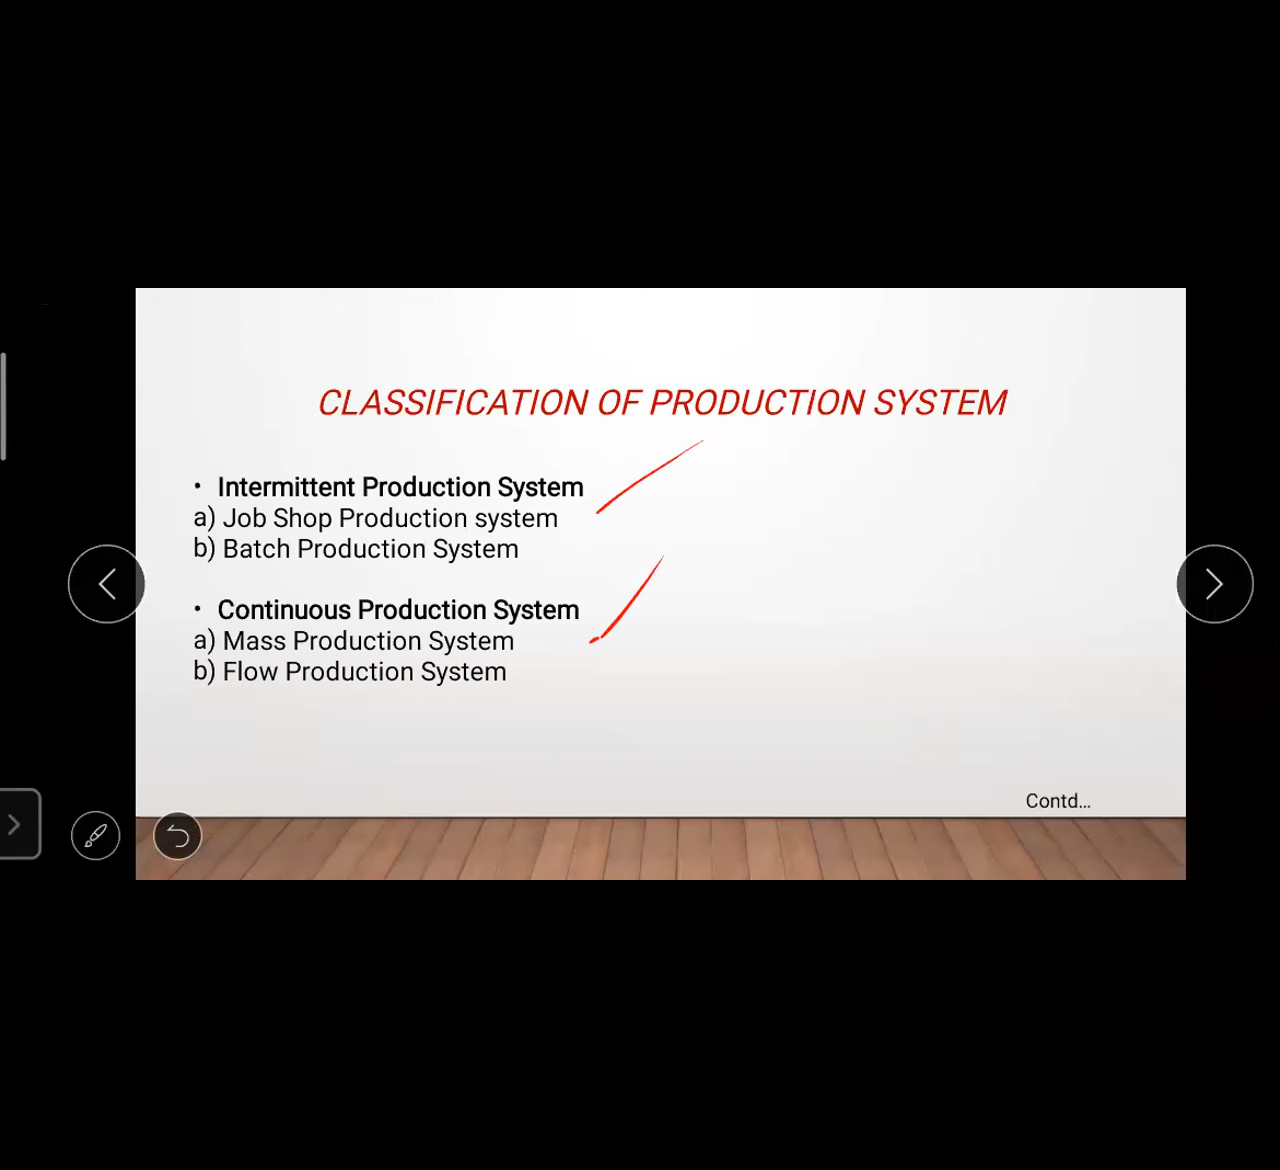 CLASSIFICATION OF PRODUCTION SYSTEM
• Intermittent Production System
a) Job Shop Production system
b) Batch Production System
• Continuous Production System
a) Mass Production System
b) Flow Production System
Contd...